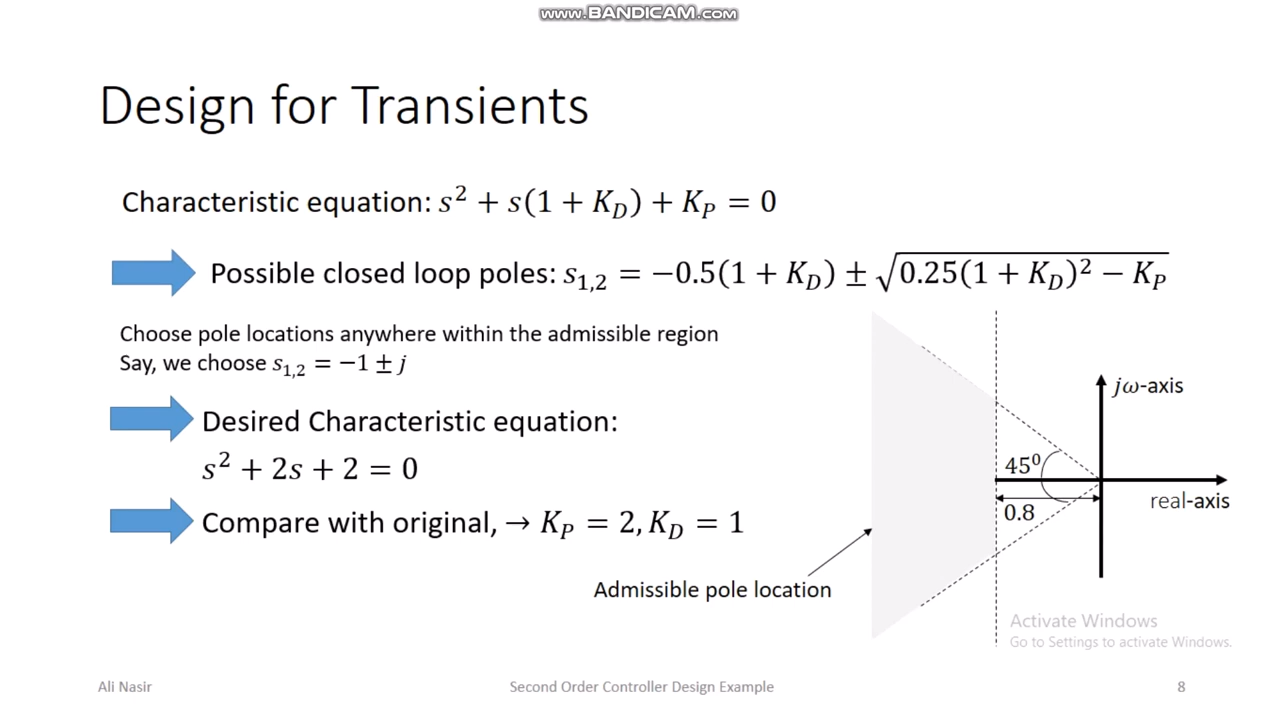 www.BANDICAM.com
Design for Transients
Characteristic equation: s² + s(1 + K_D) + K_P = 0
Possible closed loop poles: s₁,₂ = −0.5(1 + K_D) ± √(0.25(1 + K_D)² − K_P)
Choose pole locations anywhere within the admissible region
Say, we choose s₁,₂ = −1 ± j
jω-axis
Desired Characteristic equation:
s² + 2s + 2 = 0
45⁰
real-axis
0.8
Compare with original, → K_P = 2, K_D = 1
Admissible pole location
Activate Windows
Go to Settings to activate Windows.
Ali Nasir
Second Order Controller Design Example
8